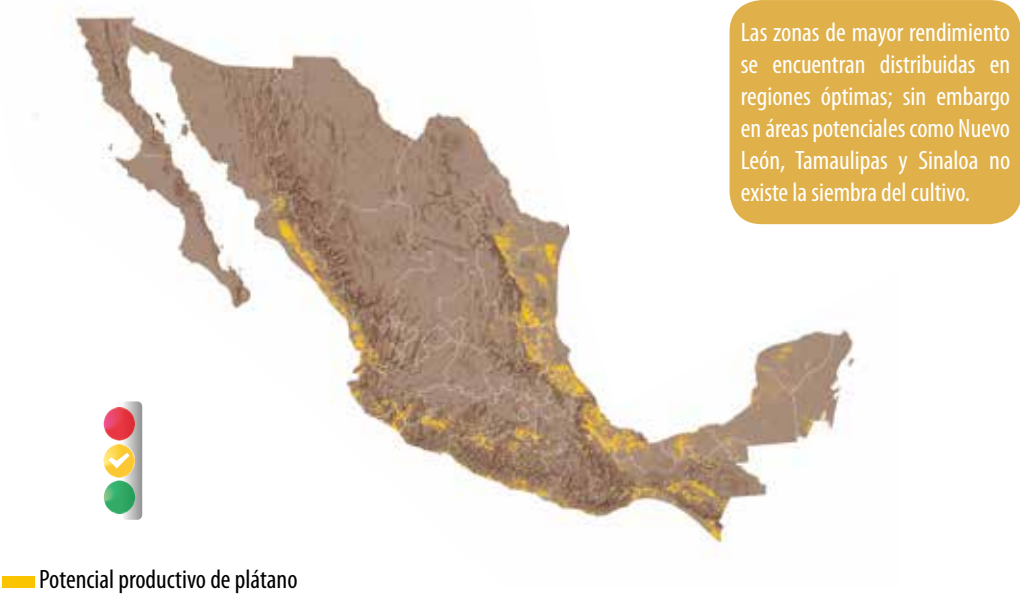 Las zonas de mayor rendimiento
se encuentran distribuidas en
regiones óptimas; sin embargo
en áreas potenciales como Nuevo
León, Tamaulipas y Sinaloa no
existe la siembra del cultivo.
Potencial productivo de plátano